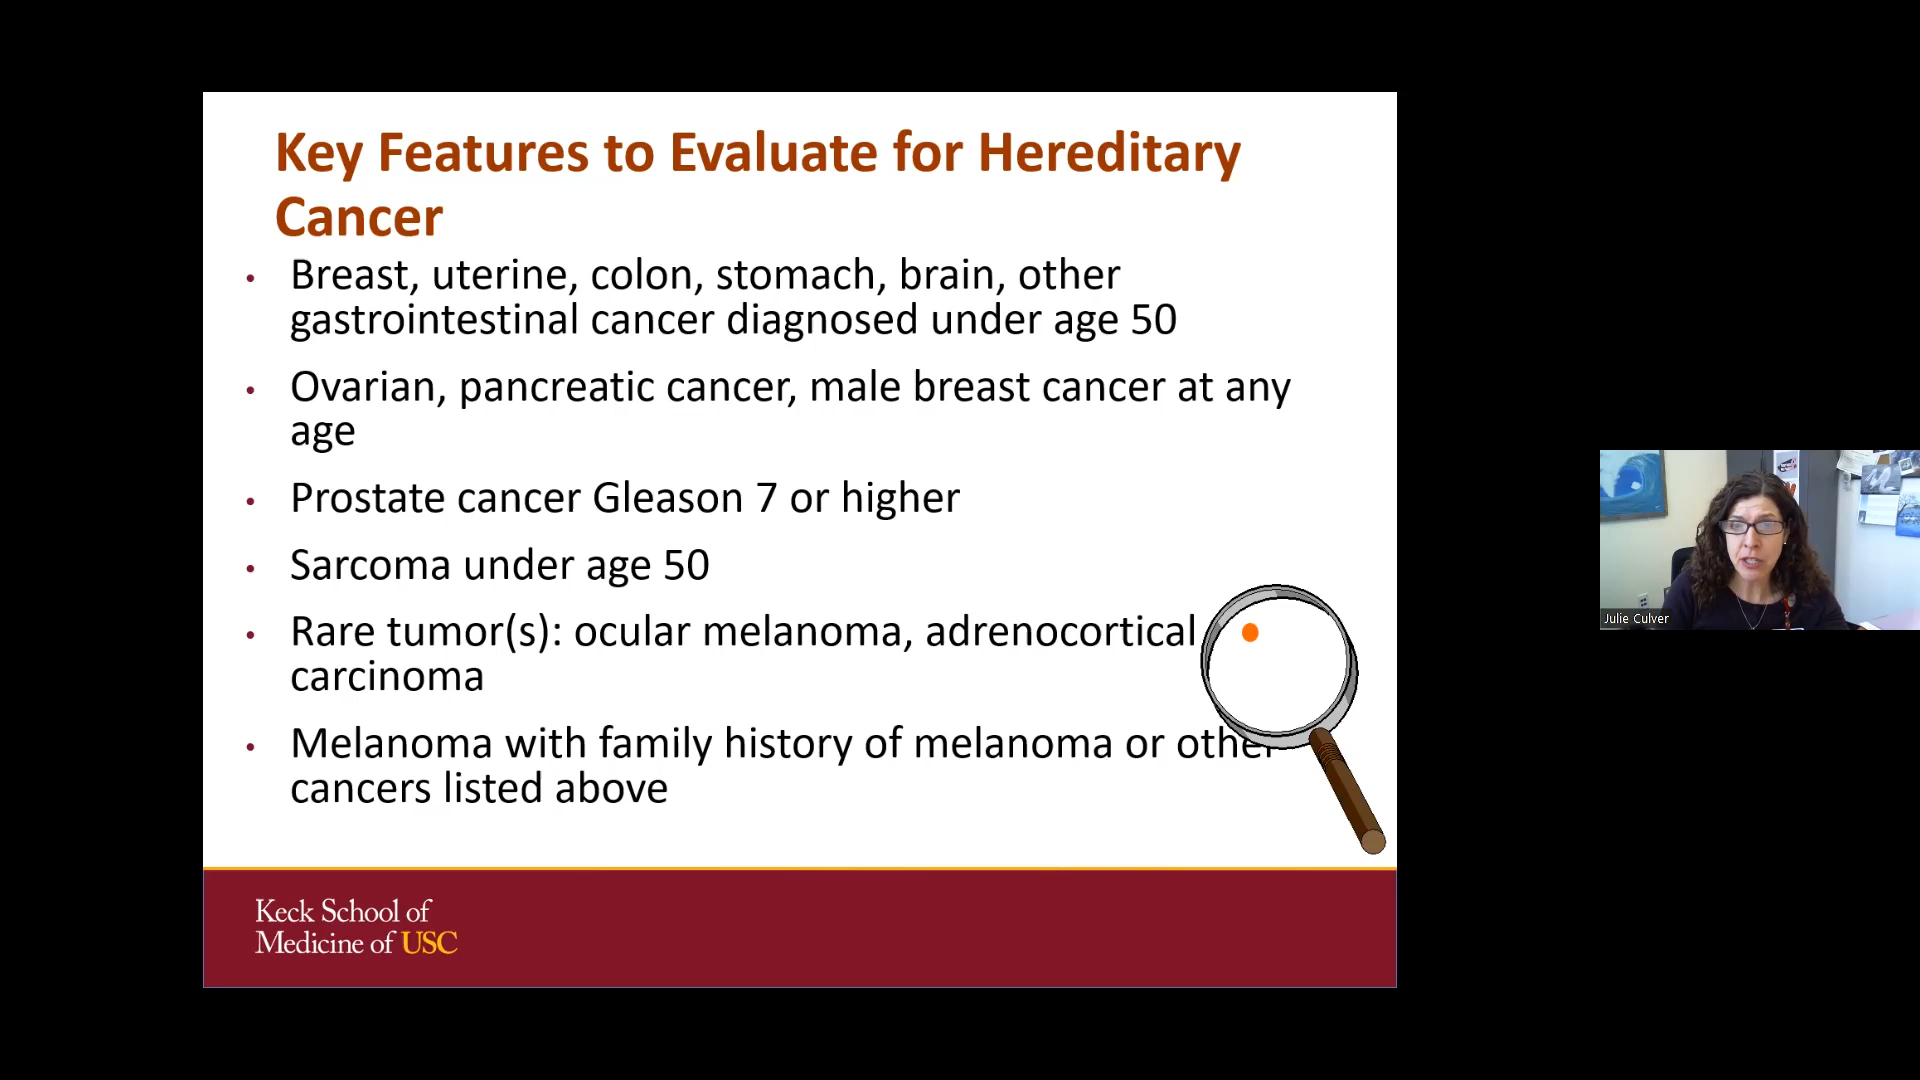 Key Features to Evaluate for Hereditary
Cancer
• Breast, uterine, colon, stomach, brain, other
gastrointestinal cancer diagnosed under age 50
• Ovarian, pancreatic cancer, male breast cancer at any
age
• Prostate cancer Gleason 7 or higher
• Sarcoma under age 50
• Rare tumor(s): ocular melanoma, adrenocortical
carcinoma
• Melanoma with family history of melanoma or other
cancers listed above
Keck School of
Medicine of USC
Julie Culver